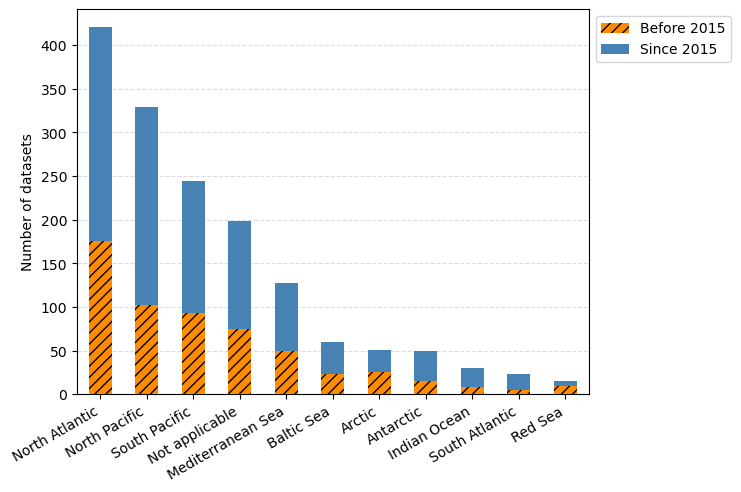 Before 2015
Since 2015
Number of datasets
400
350
300
250
200
150
100
50
0
North Atlantic
North Pacific
South Pacific
Not applicable
Mediterranean Sea
Baltic Sea
Arctic
Antarctic
Indian Ocean
South Atlantic
Red Sea